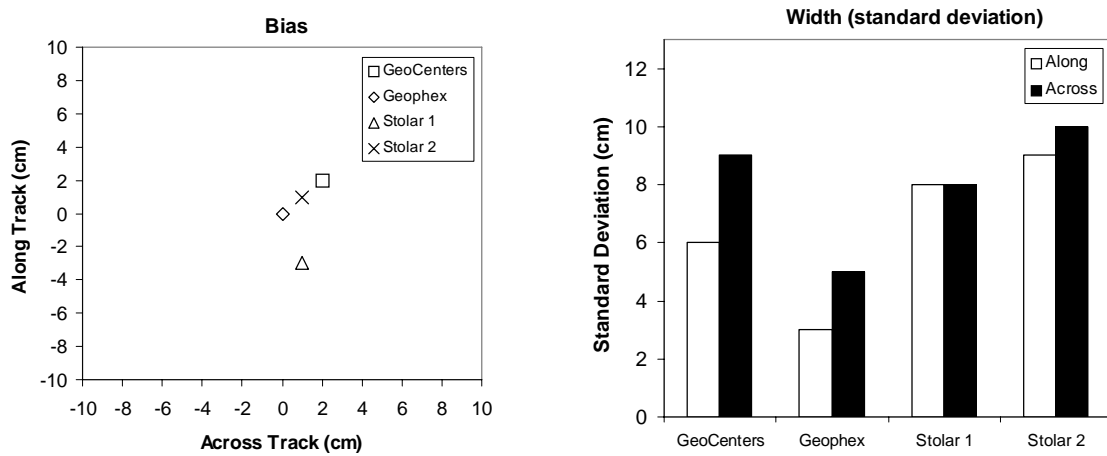 Bias
10
8
6
4
2
0
-2
-4
-6
-8
-10
Along Track (cm)
-10 -8 -6 -4 -2 0 2 4 6 8 10
Across Track (cm)
GeoCenters
Geophex
Stolar 1
Stolar 2
Width (standard deviation)
12
10
8
6
4
2
0
Standard Deviation (cm)
Along
Across
GeoCenters Geophex Stolar 1 Stolar 2